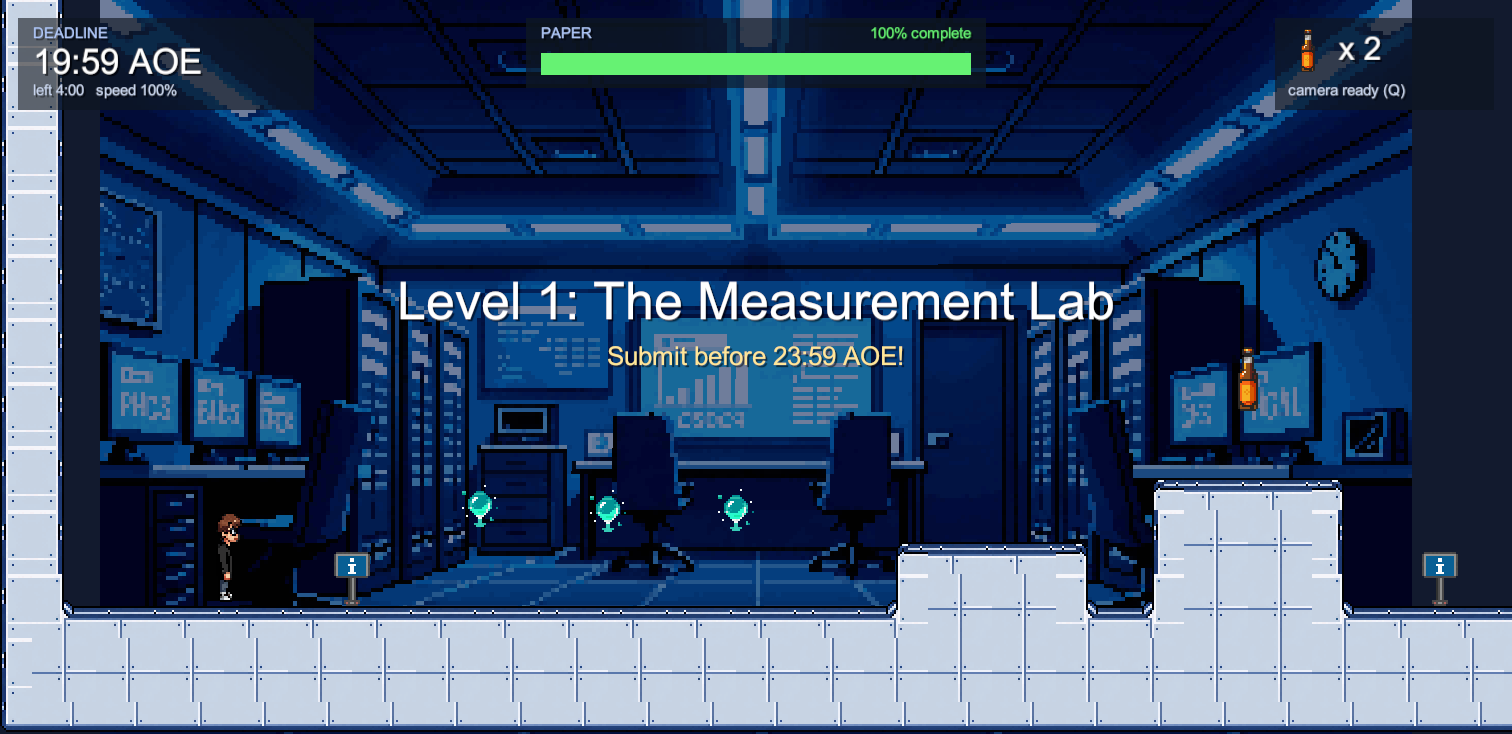 DEADLINE
19:59 AOE
left 4:00 speed 100%
PAPER
100% complete
x 2
camera ready (Q)
Level 1: The Measurement Lab
Submit before 23:59 AOE!
i
i